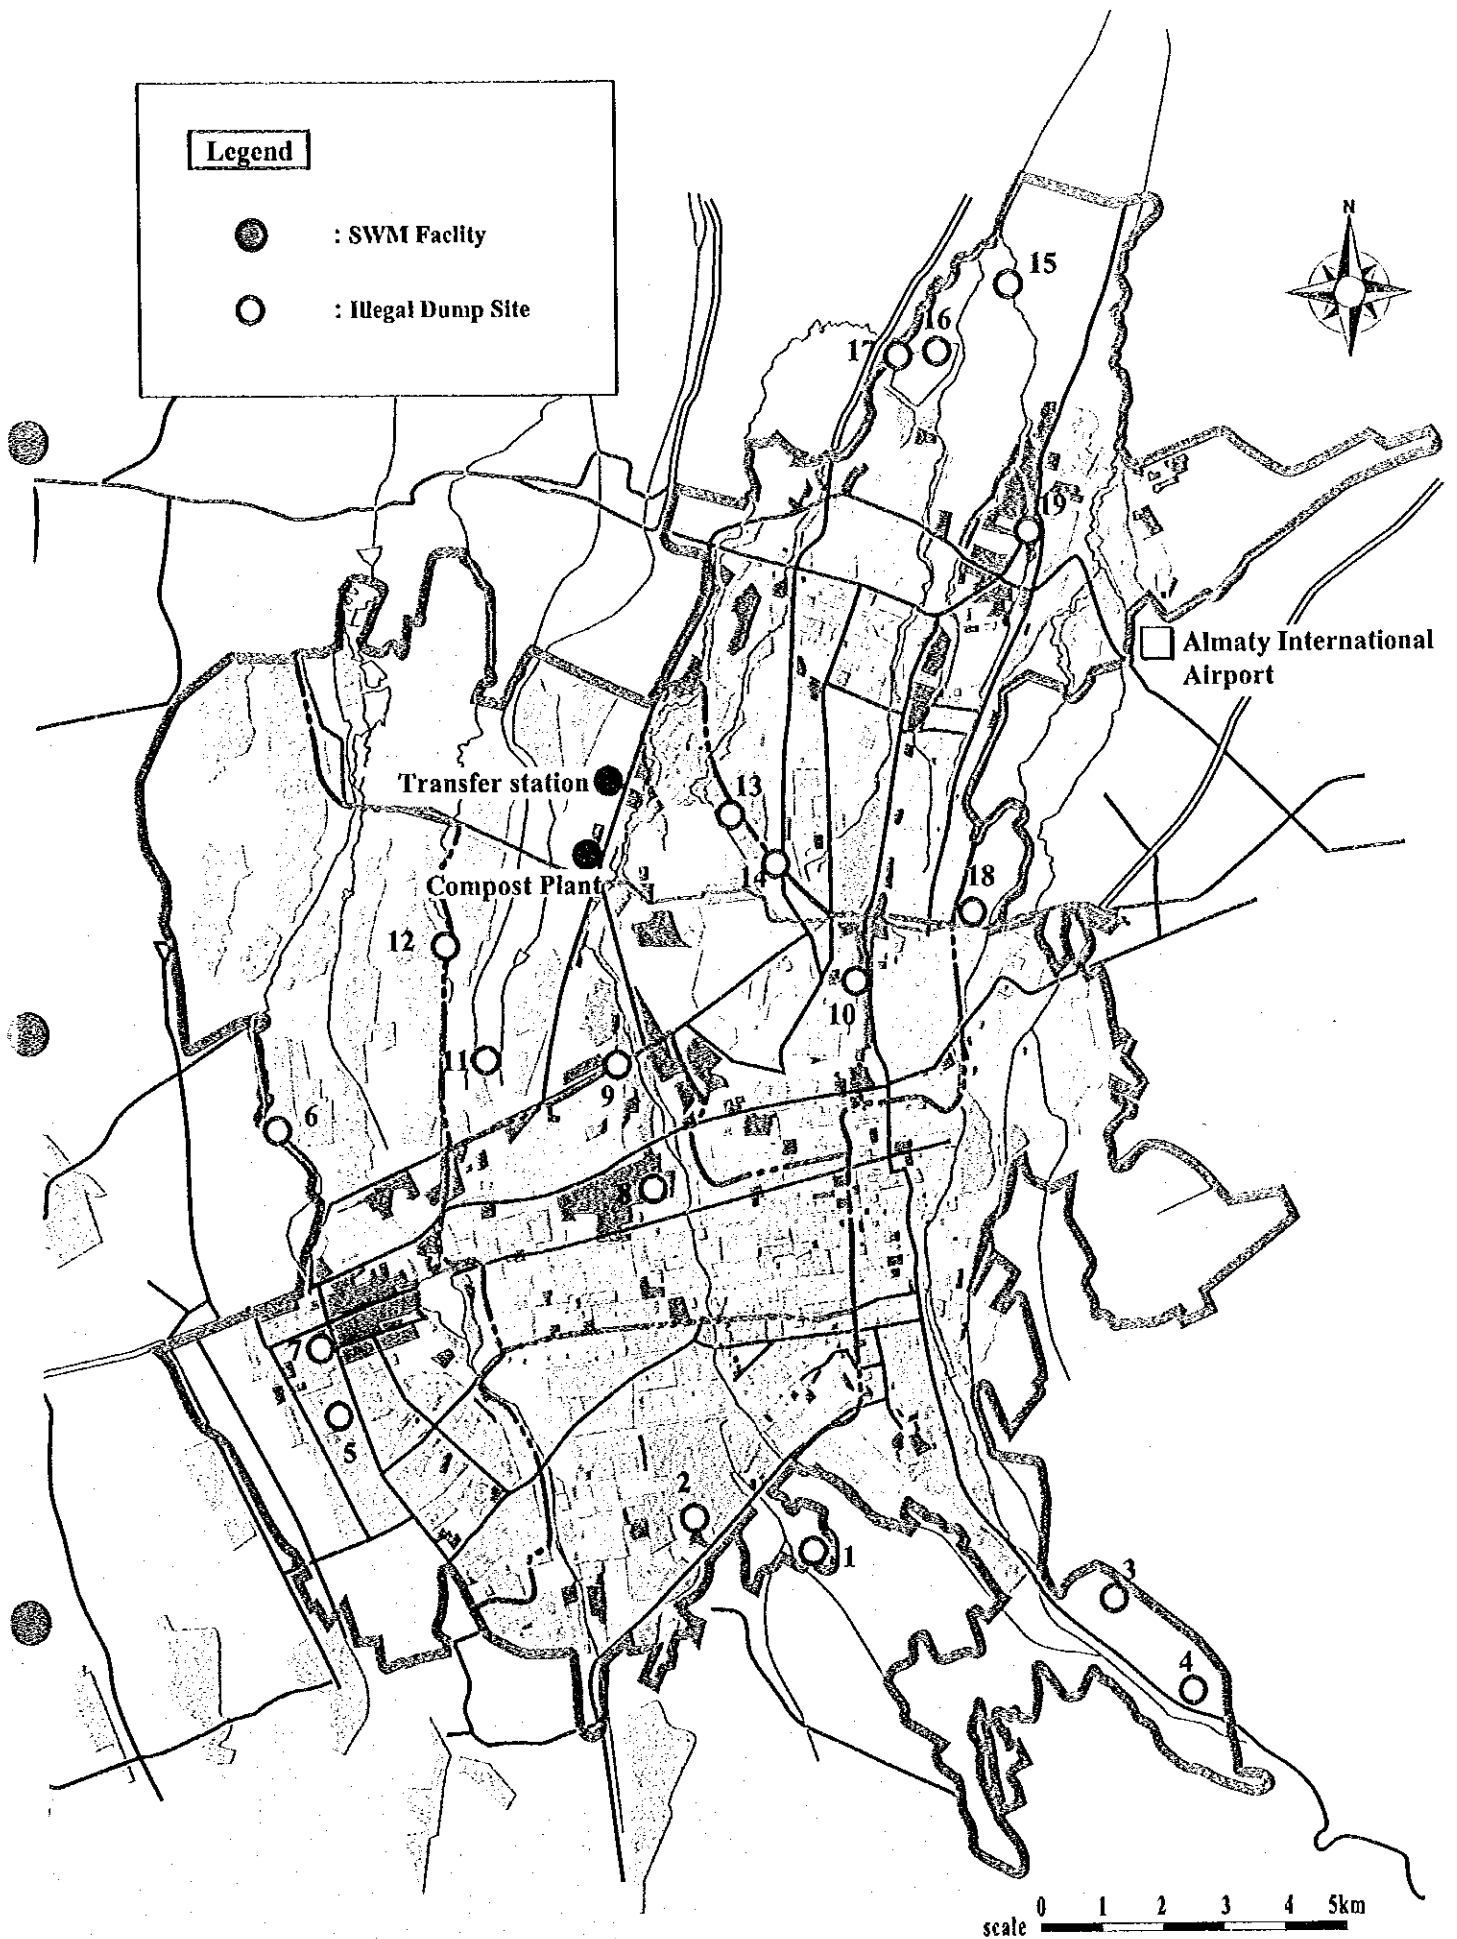 Legend
: SWM Faclity
: Illegal Dump Site
N
15
16
17
19
Almaty International
Airport
Transfer station
13
Compost Plant
14
18
12
10
11
9
6
8
7
5
2
1
3
4
0 1 2 3 4 5km
scale